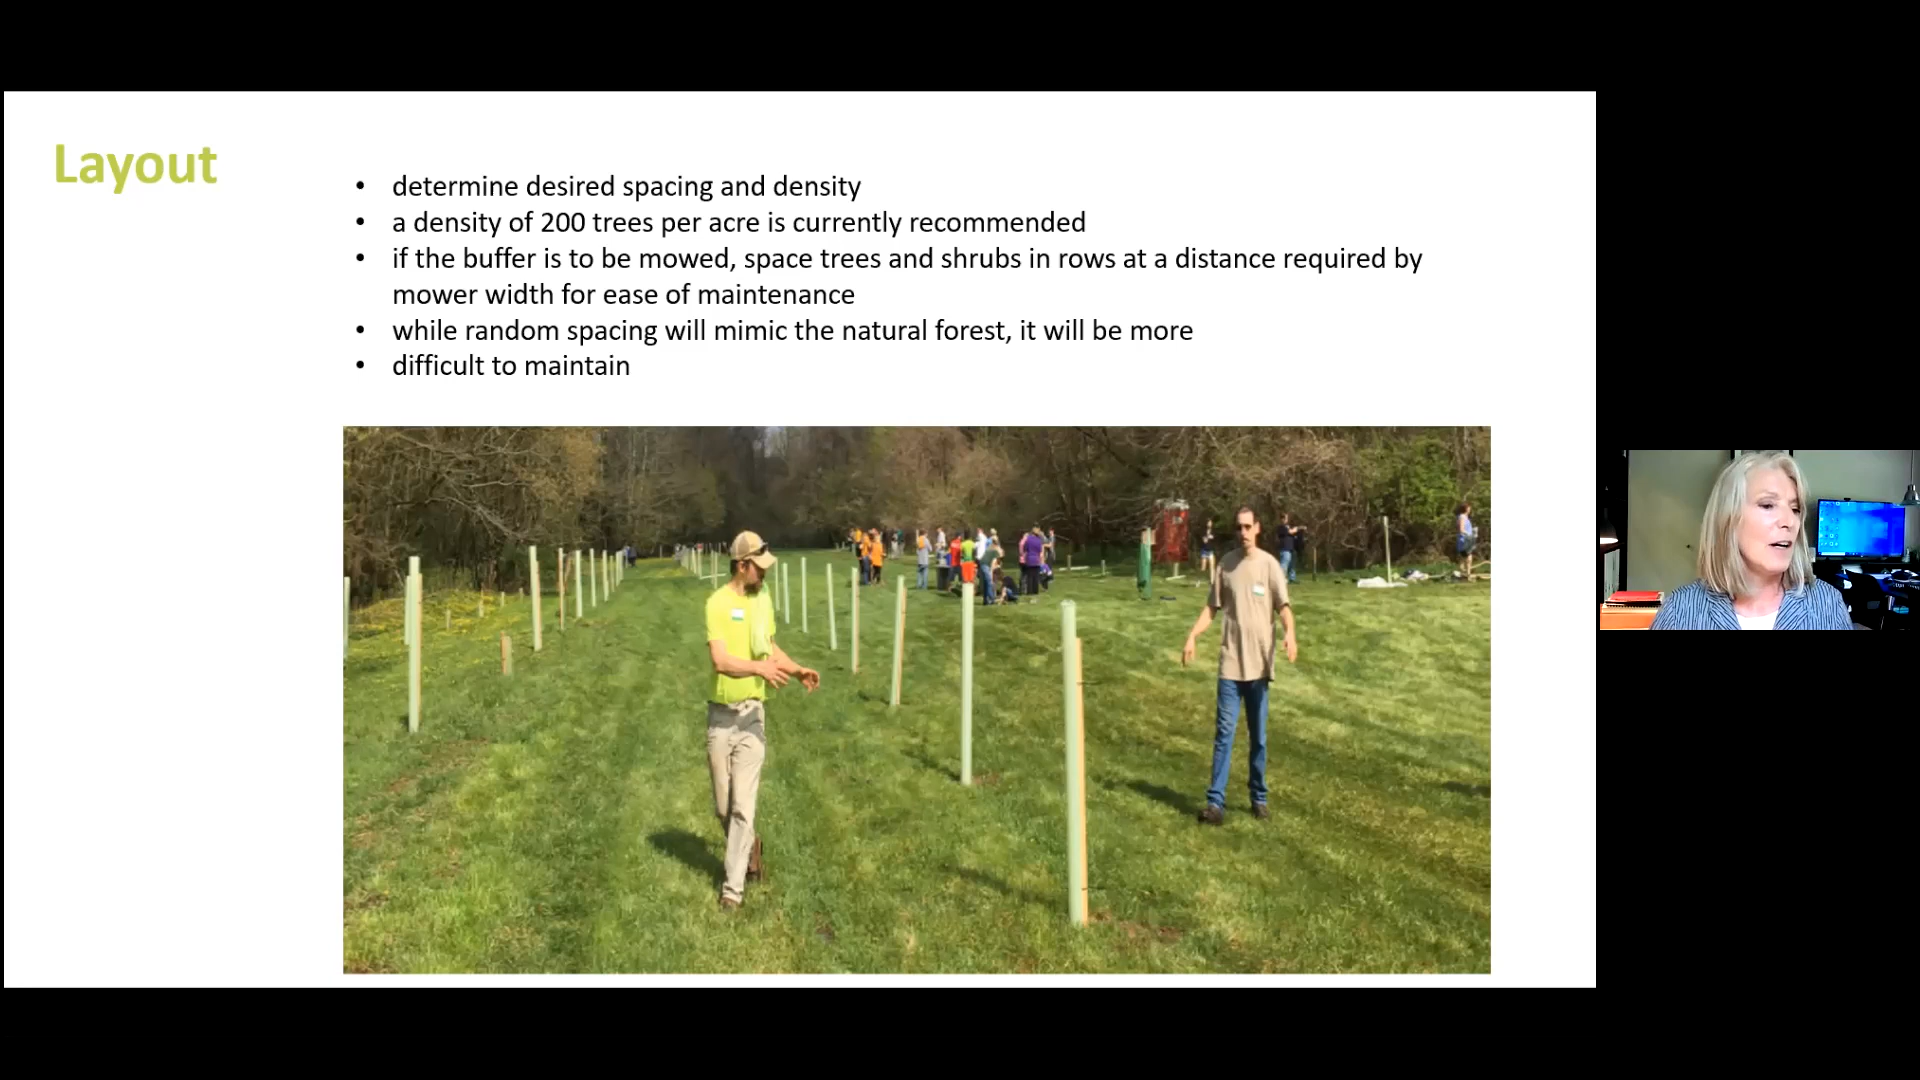 Layout
• determine desired spacing and density
• a density of 200 trees per acre is currently recommended
• if the buffer is to be mowed, space trees and shrubs in rows at a distance required by
mower width for ease of maintenance
• while random spacing will mimic the natural forest, it will be more
• difficult to maintain